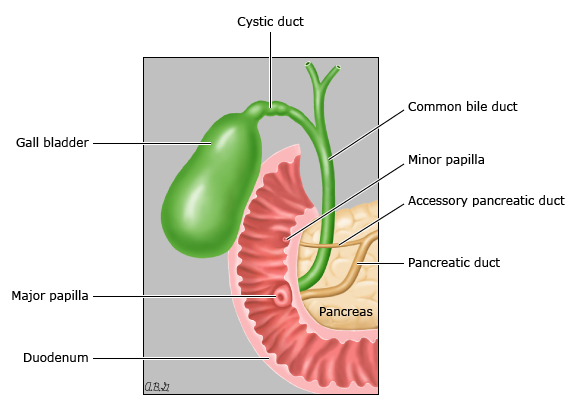 Cystic duct
Common bile duct
Gall bladder
Minor papilla
Accessory pancreatic duct
Pancreatic duct
Major papilla
Pancreas
Duodenum